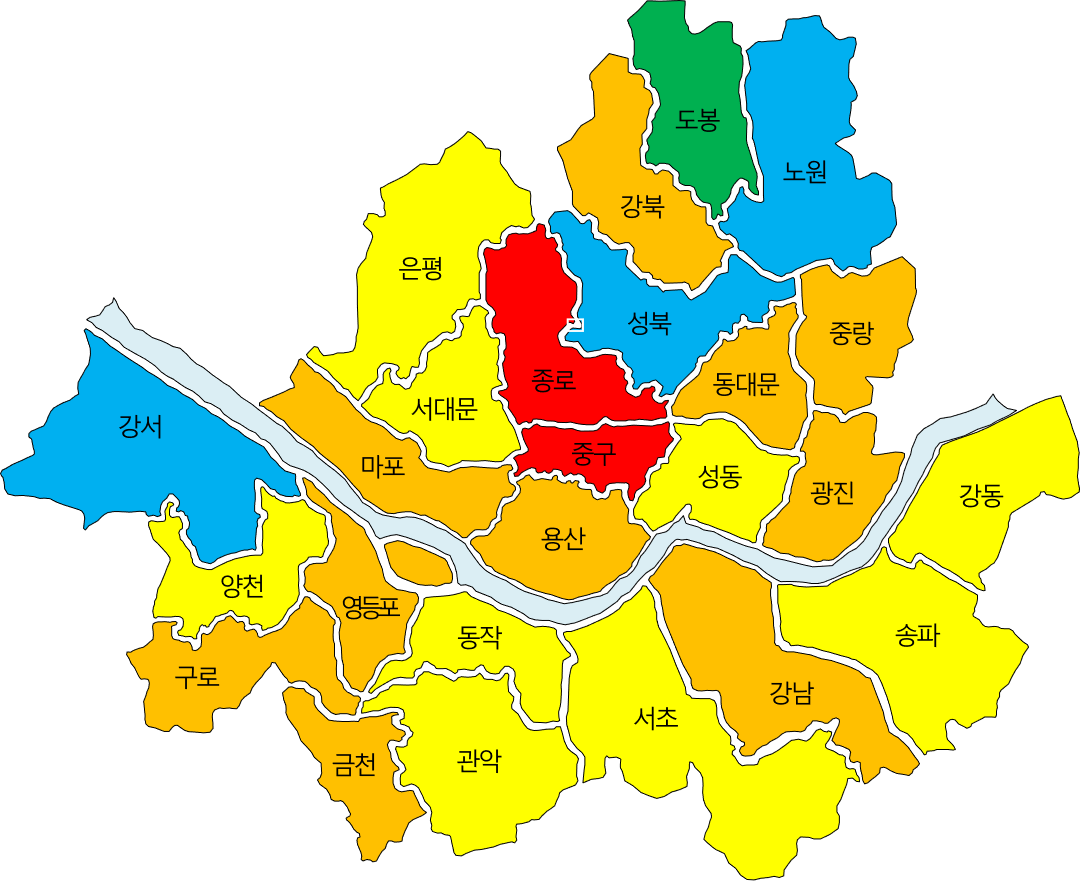 도봉
노원
강북
은평
성북
중랑
종로
동대문
서대문
강서
중구
마포
성동
광진
강동
용산
양천
영등포
동작
송파
구로
강남
서초
관악
금천